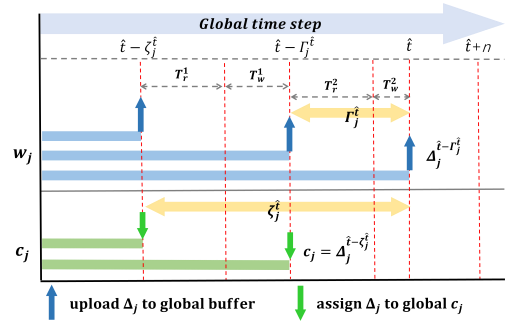 Global time step
t̂ − ζ_j^t̂ t̂ − Γ_j^t̂ t̂ t̂+n
T_r^1 T_w^1 T_r^2 T_w^2
Γ_j^t̂
w_j Δ_j^{t̂−Γ_j^t̂}
ζ_j^t̂
c_j c_j = Δ_j^{t̂−ζ_j^t̂}
upload Δ_j to global buffer assign Δ_j to global c_j